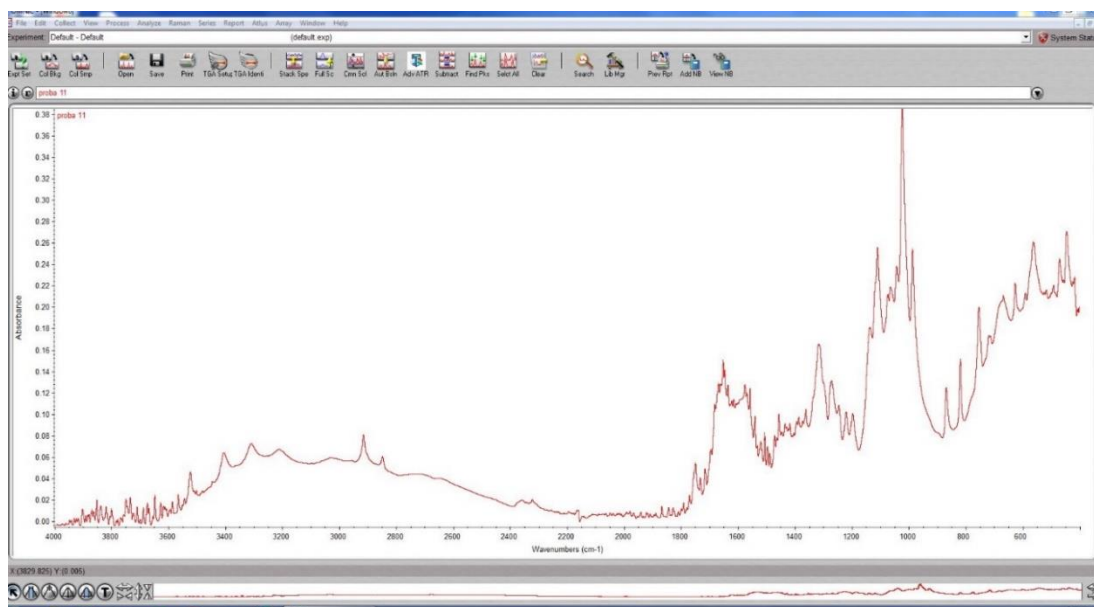 File Edit Collect View Process Analyze Raman Series Report Atlus Array Window Help
Experiment: Default - Default (default.exp) System Stat
Expt Set Col Bkg Col Smp Open Save Print TGA Setup TGA Identi Stack Spe Full Sc Cmn Scl Aut Bsln Adv ATR Subtract Find Pks Selct All Clear Search Lib Mgr Prev Rpt Add NB View NB
proba 11
proba 11
0.38
0.36
0.34
0.32
0.30
0.28
0.26
0.24
0.22
0.20
0.18
0.16
0.14
0.12
0.10
0.08
0.06
0.04
0.02
0.00
Absorbance
4000 3800 3600 3400 3200 3000 2800 2600 2400 2200 2000 1800 1600 1400 1200 1000 800 600
Wavenumbers (cm-1)
X:(3829.825) Y:(0.005)
T